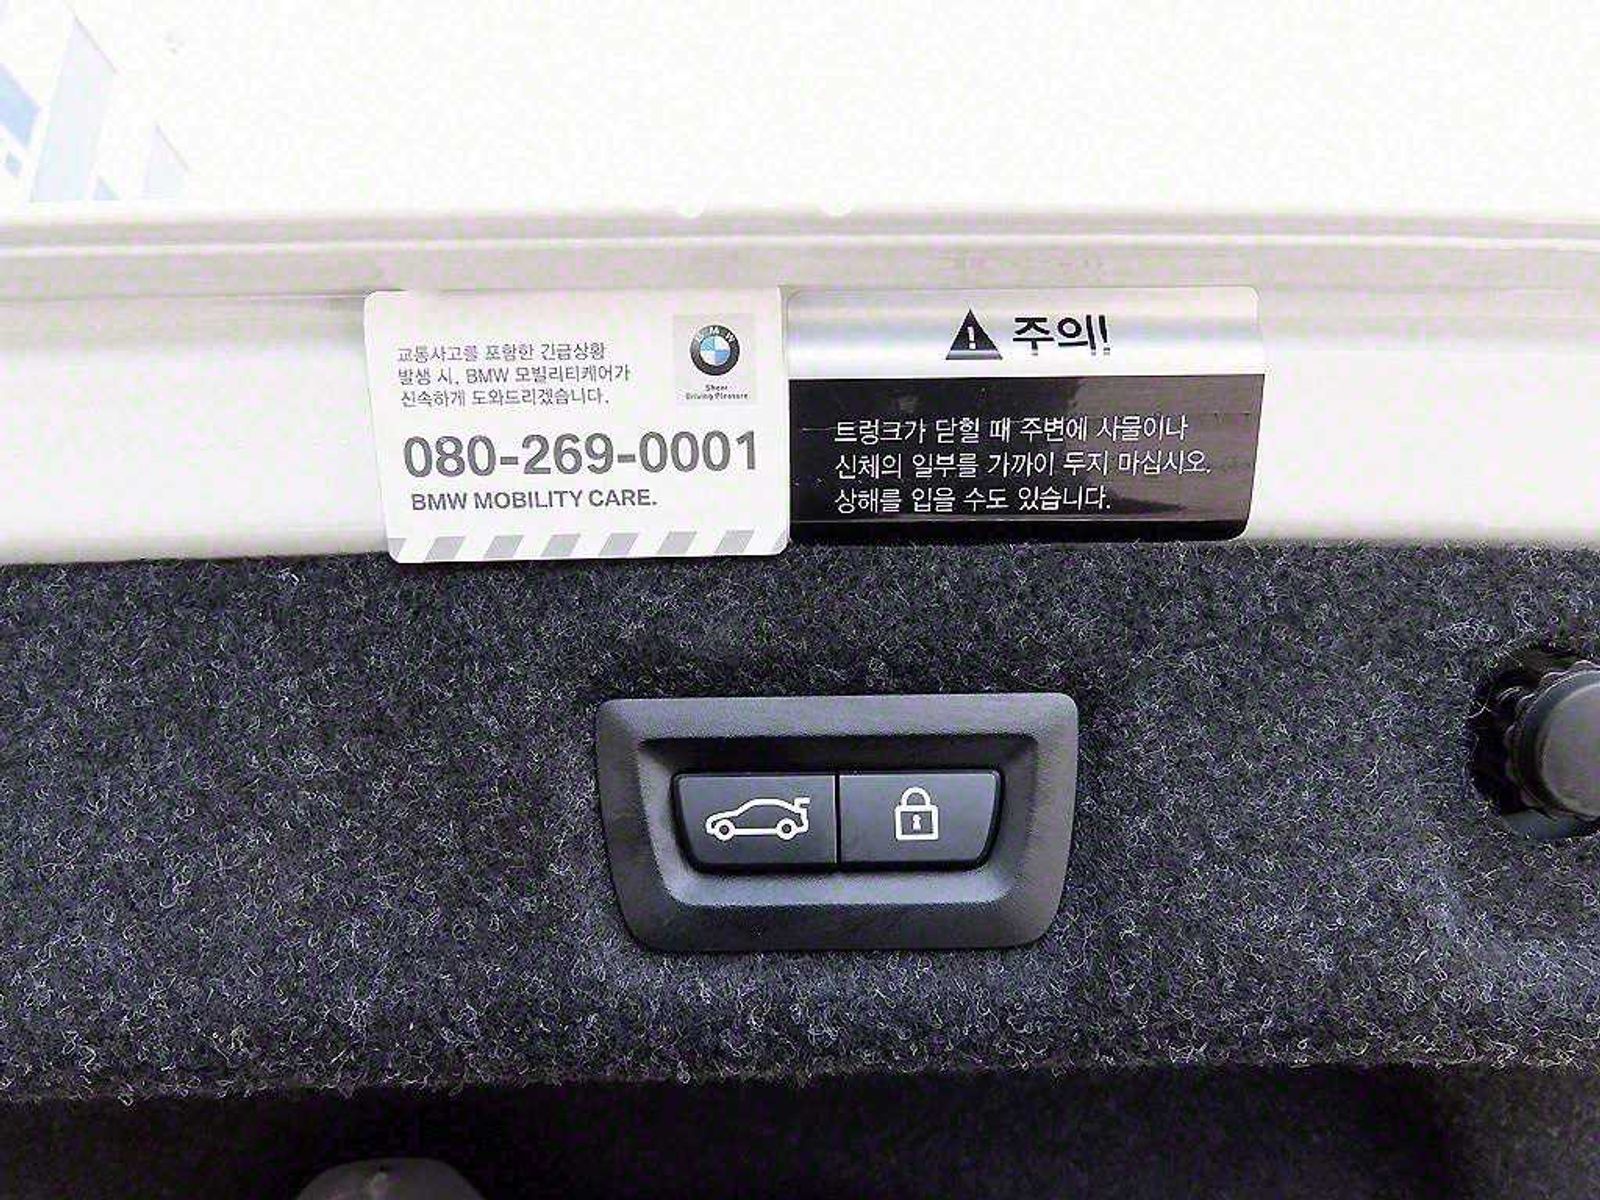 교통사고를 포함한 긴급상황
발생 시, BMW 모빌리티케어가
신속하게 도와드리겠습니다.
BMW
Sheer
Driving Pleasure
080-269-0001
BMW MOBILITY CARE.
주의!
트렁크가 닫힐 때 주변에 사물이나
신체의 일부를 가까이 두지 마십시오.
상해를 입을 수도 있습니다.